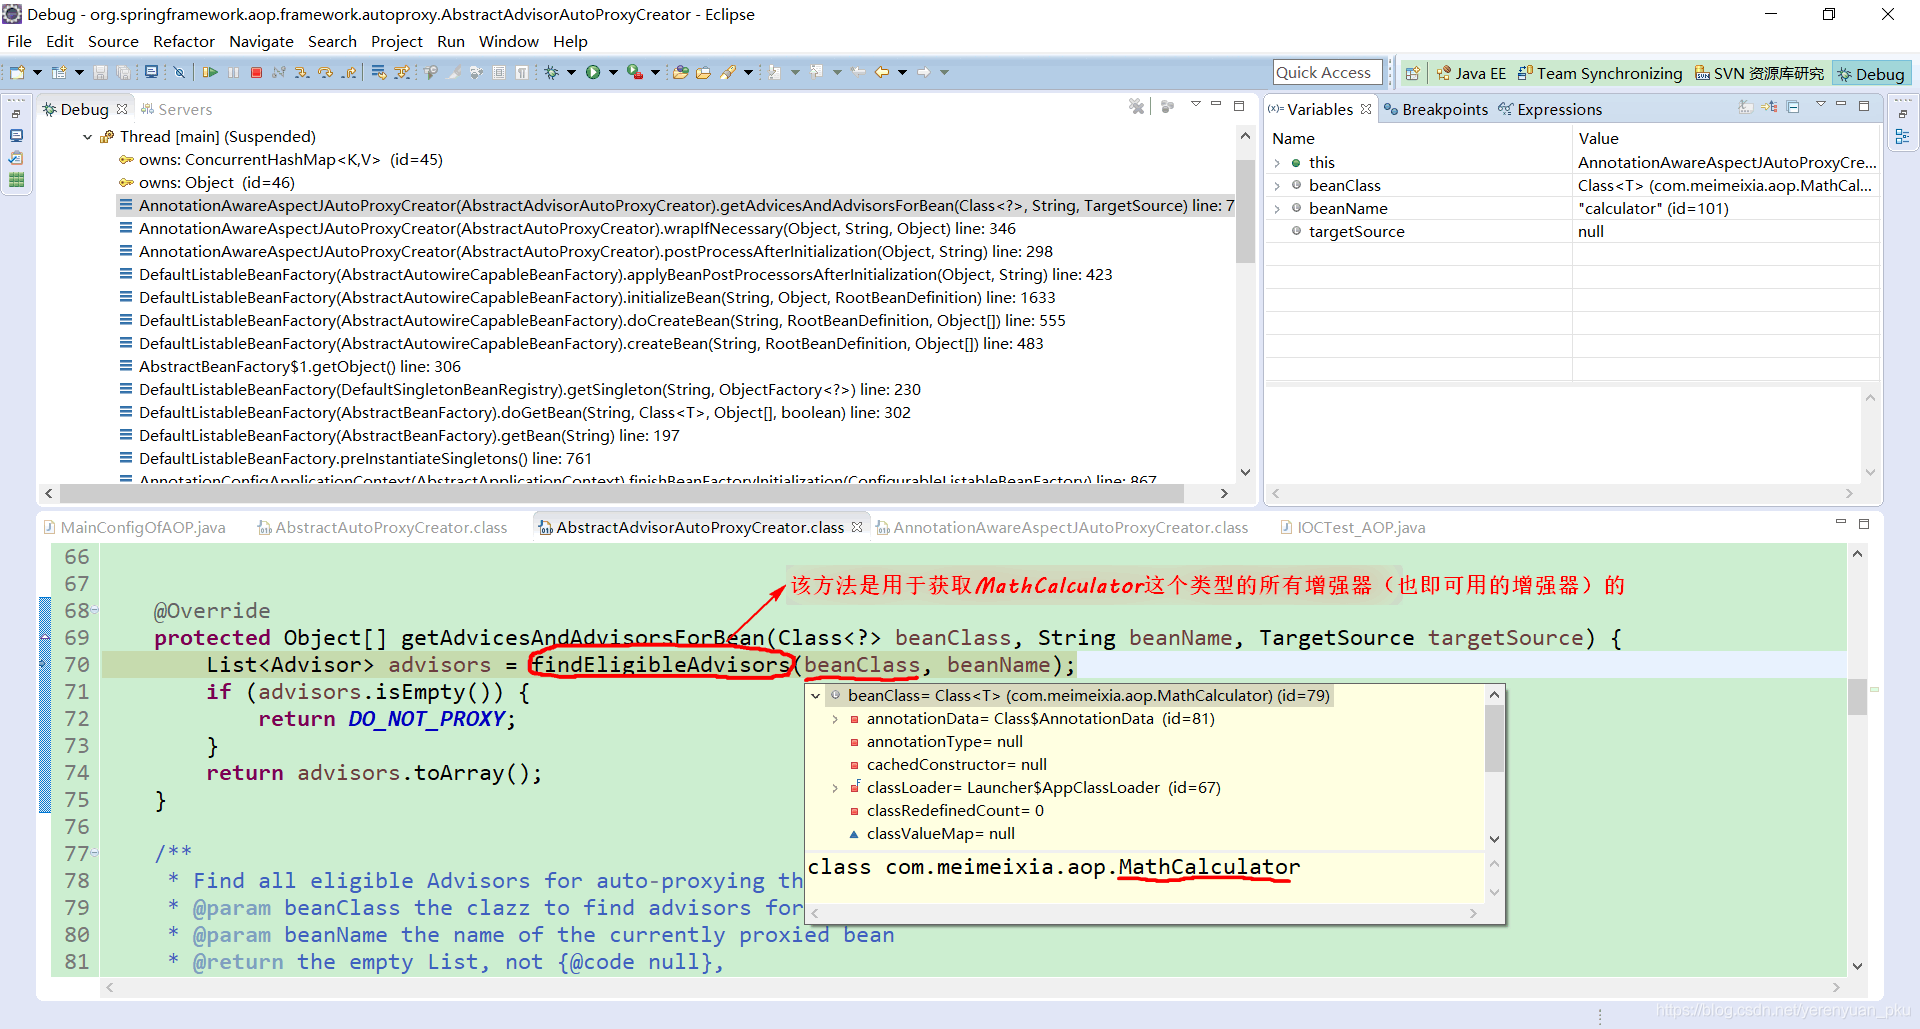 Debug - org.springframework.aop.framework.autoproxy.AbstractAdvisorAutoProxyCreator - Eclipse
File Edit Source Refactor Navigate Search Project Run Window Help
Quick Access Java EE Team Synchronizing SVN 资源库研究 Debug
Debug Servers
Thread [main] (Suspended)
owns: ConcurrentHashMap<K,V> (id=45)
owns: Object (id=46)
AnnotationAwareAspectJAutoProxyCreator(AbstractAdvisorAutoProxyCreator).getAdvicesAndAdvisorsForBean(Class<?>, String, TargetSource) line: 7
AnnotationAwareAspectJAutoProxyCreator(AbstractAutoProxyCreator).wrapIfNecessary(Object, String, Object) line: 346
AnnotationAwareAspectJAutoProxyCreator(AbstractAutoProxyCreator).postProcessAfterInitialization(Object, String) line: 298
DefaultListableBeanFactory(AbstractAutowireCapableBeanFactory).applyBeanPostProcessorsAfterInitialization(Object, String) line: 423
DefaultListableBeanFactory(AbstractAutowireCapableBeanFactory).initializeBean(String, Object, RootBeanDefinition) line: 1633
DefaultListableBeanFactory(AbstractAutowireCapableBeanFactory).doCreateBean(String, RootBeanDefinition, Object[]) line: 555
DefaultListableBeanFactory(AbstractAutowireCapableBeanFactory).createBean(String, RootBeanDefinition, Object[]) line: 483
AbstractBeanFactory$1.getObject() line: 306
DefaultListableBeanFactory(DefaultSingletonBeanRegistry).getSingleton(String, ObjectFactory<?>) line: 230
DefaultListableBeanFactory(AbstractBeanFactory).doGetBean(String, Class<T>, Object[], boolean) line: 302
DefaultListableBeanFactory(AbstractBeanFactory).getBean(String) line: 197
DefaultListableBeanFactory.preInstantiateSingletons() line: 761
AnnotationConfigApplicationContext(AbstractApplicationContext).finishBeanFactoryInitialization(ConfigurableListableBeanFactory) line: 867
(x)= Variables Breakpoints Expressions
Name Value
this AnnotationAwareAspectJAutoProxyCre...
beanClass Class<T> (com.meimeixia.aop.MathCal...
beanName "calculator" (id=101)
targetSource null
MainConfigOfAOP.java AbstractAutoProxyCreator.class AbstractAdvisorAutoProxyCreator.class AnnotationAwareAspectJAutoProxyCreator.class IOCTest_AOP.java
66
67
该方法是用于获取MathCalculator这个类型的所有增强器（也即可用的增强器）的
68 @Override
69 protected Object[] getAdvicesAndAdvisorsForBean(Class<?> beanClass, String beanName, TargetSource targetSource) {
70 List<Advisor> advisors = findEligibleAdvisors(beanClass, beanName);
71 if (advisors.isEmpty()) {
72 return DO_NOT_PROXY;
73 }
74 return advisors.toArray();
75 }
76
77 /**
78 * Find all eligible Advisors for auto-proxying th
79 * @param beanClass the clazz to find advisors for
80 * @param beanName the name of the currently proxied bean
81 * @return the empty List, not {@code null},
beanClass= Class<T> (com.meimeixia.aop.MathCalculator) (id=79)
annotationData= Class$AnnotationData (id=81)
annotationType= null
cachedConstructor= null
classLoader= Launcher$AppClassLoader (id=67)
classRedefinedCount= 0
classValueMap= null
class com.meimeixia.aop.MathCalculator
https://blog.csdn.net/yerenyuan_pku